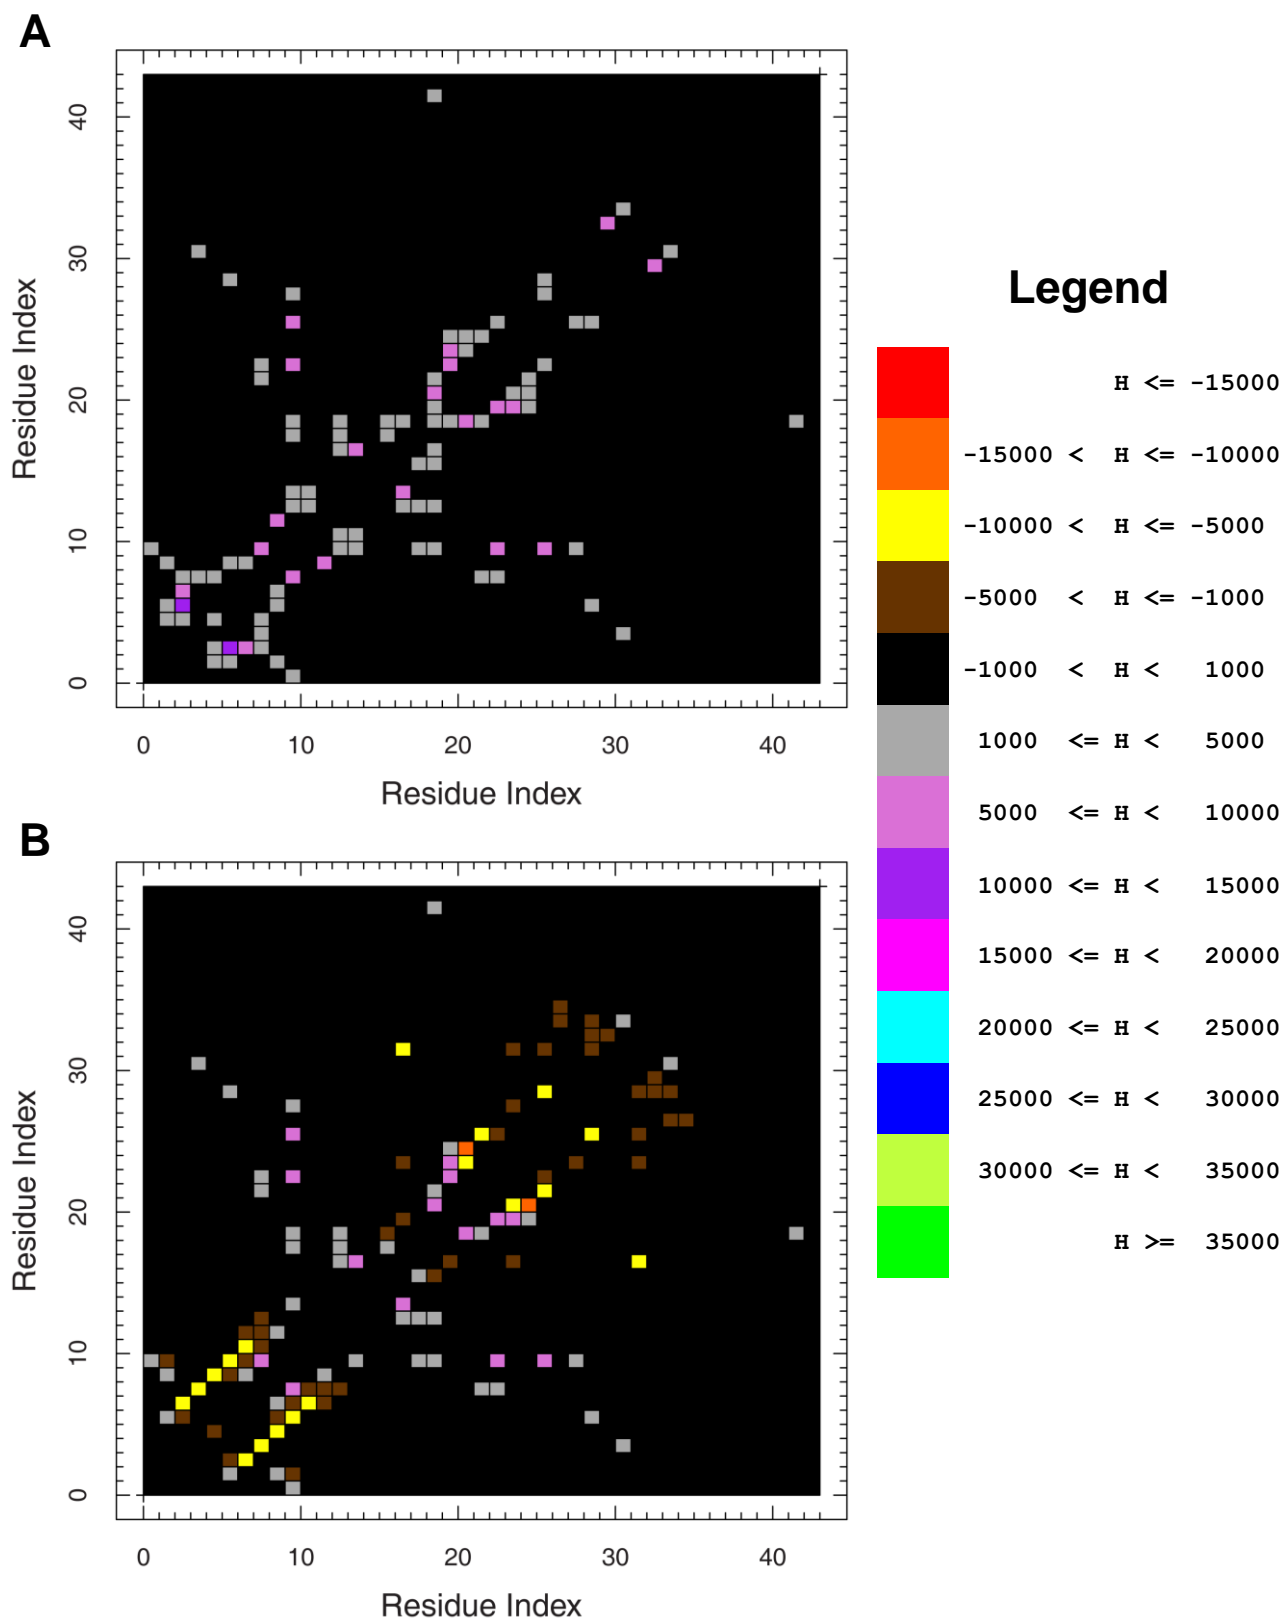 A
40
30
20
10
0
Residue Index
0 10 20 30 40
Residue Index
Legend
H <= -15000
-15000 < H <= -10000
-10000 < H <= -5000
-5000 < H <= -1000
-1000 < H < 1000
1000 <= H < 5000
5000 <= H < 10000
10000 <= H < 15000
15000 <= H < 20000
20000 <= H < 25000
25000 <= H < 30000
30000 <= H < 35000
H >= 35000
B
40
30
20
10
0
Residue Index
0 10 20 30 40
Residue Index